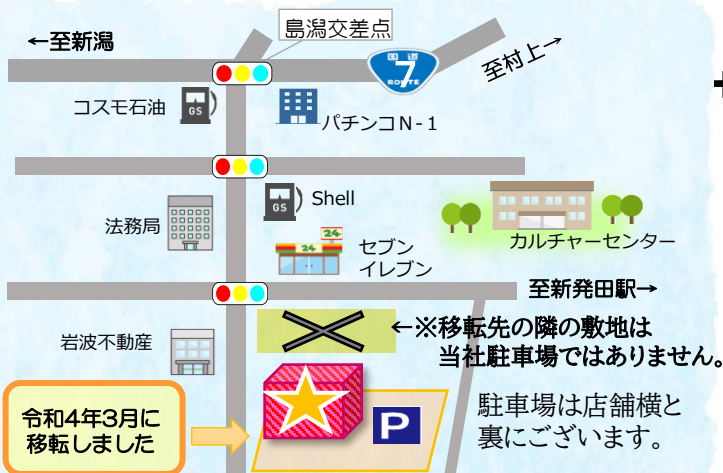 島潟交差点
←至新潟
国道
7
ROUTE
至村上→
コスモ石油
GS
パチンコN-1
GS
Shell
法務局
24
24
セブン
イレブン
カルチャーセンター
至新発田駅→
岩波不動産
←※移転先の隣の敷地は
当社駐車場ではありません。
令和4年3月に
移転しました
P
駐車場は店舗横と
裏にございます。